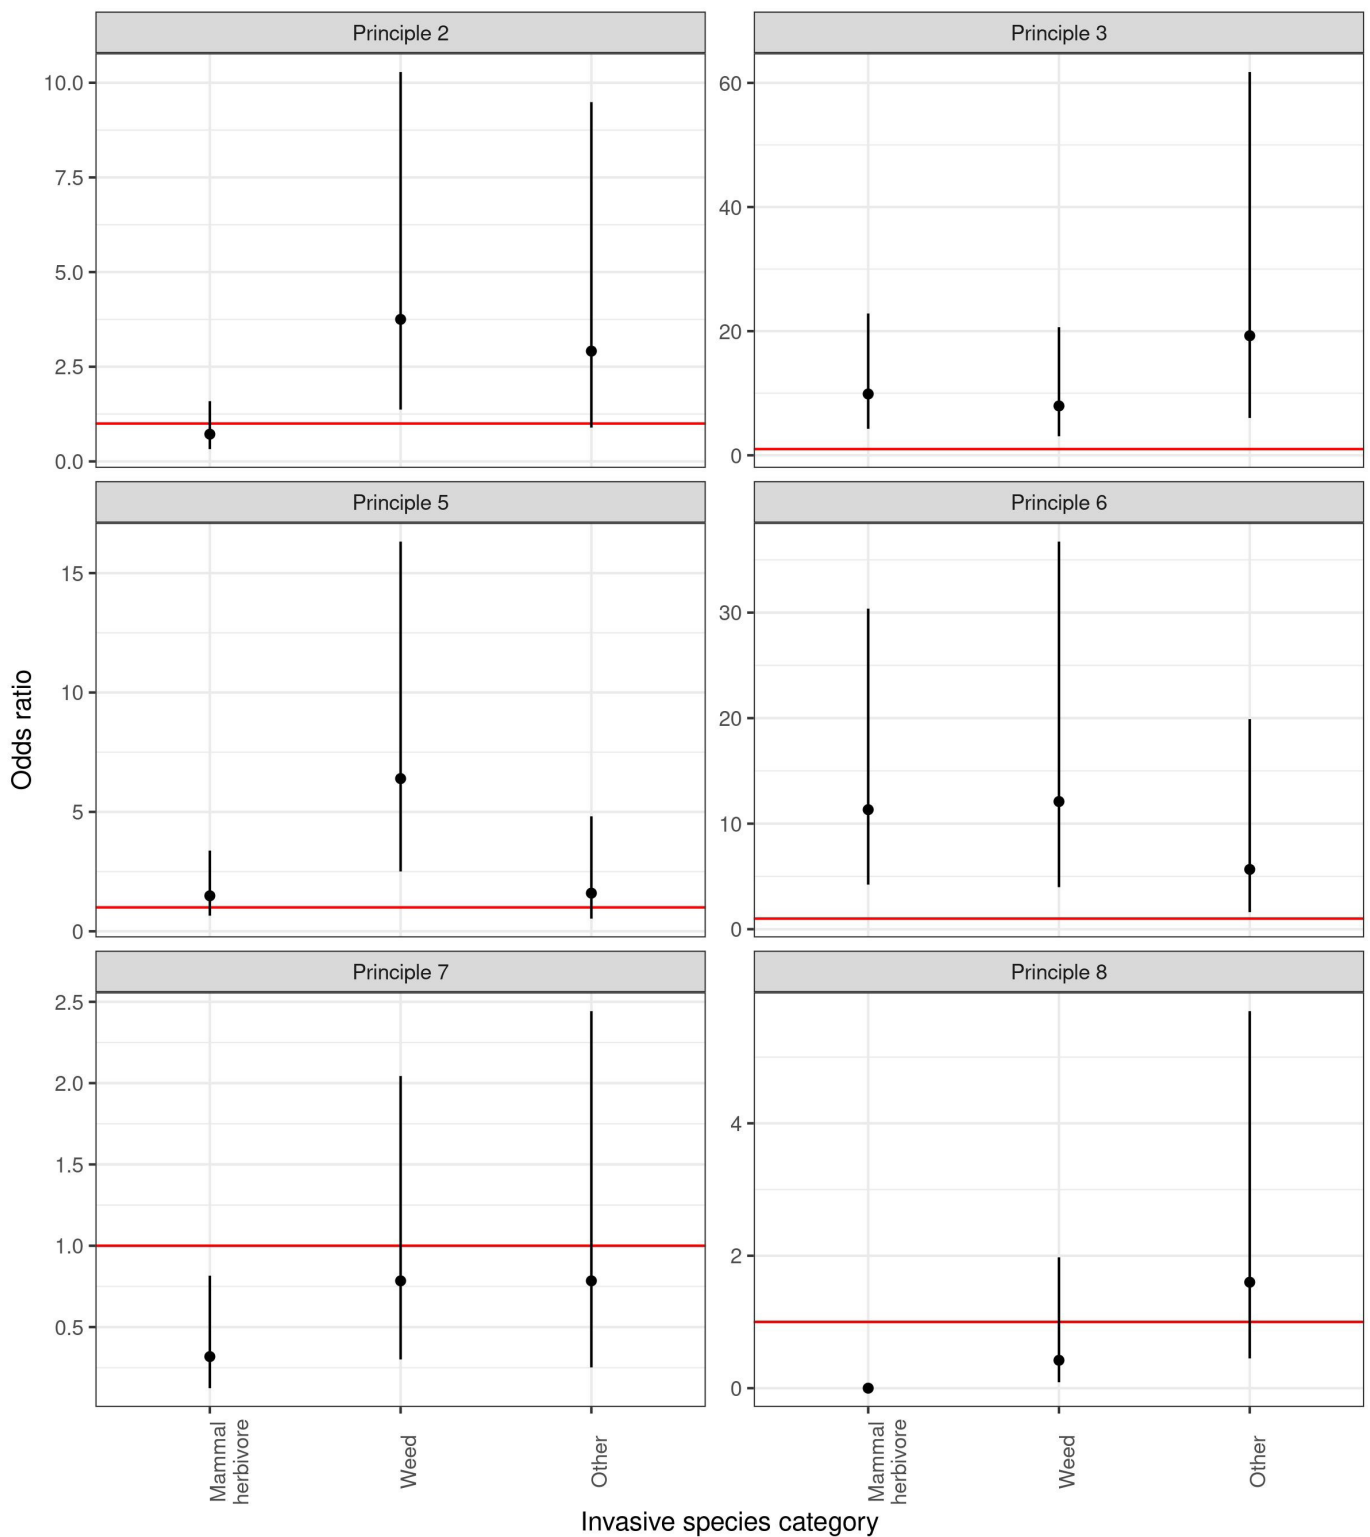 Principle 2
Principle 3
10.0
7.5
5.0
2.5
0.0
60
40
20
0
Principle 5
Principle 6
15
10
5
0
30
20
10
0
Principle 7
Principle 8
2.5
2.0
1.5
1.0
0.5
4
2
0
Odds ratio
Mammal
herbivore
Weed
Other
Mammal
herbivore
Weed
Other
Invasive species category